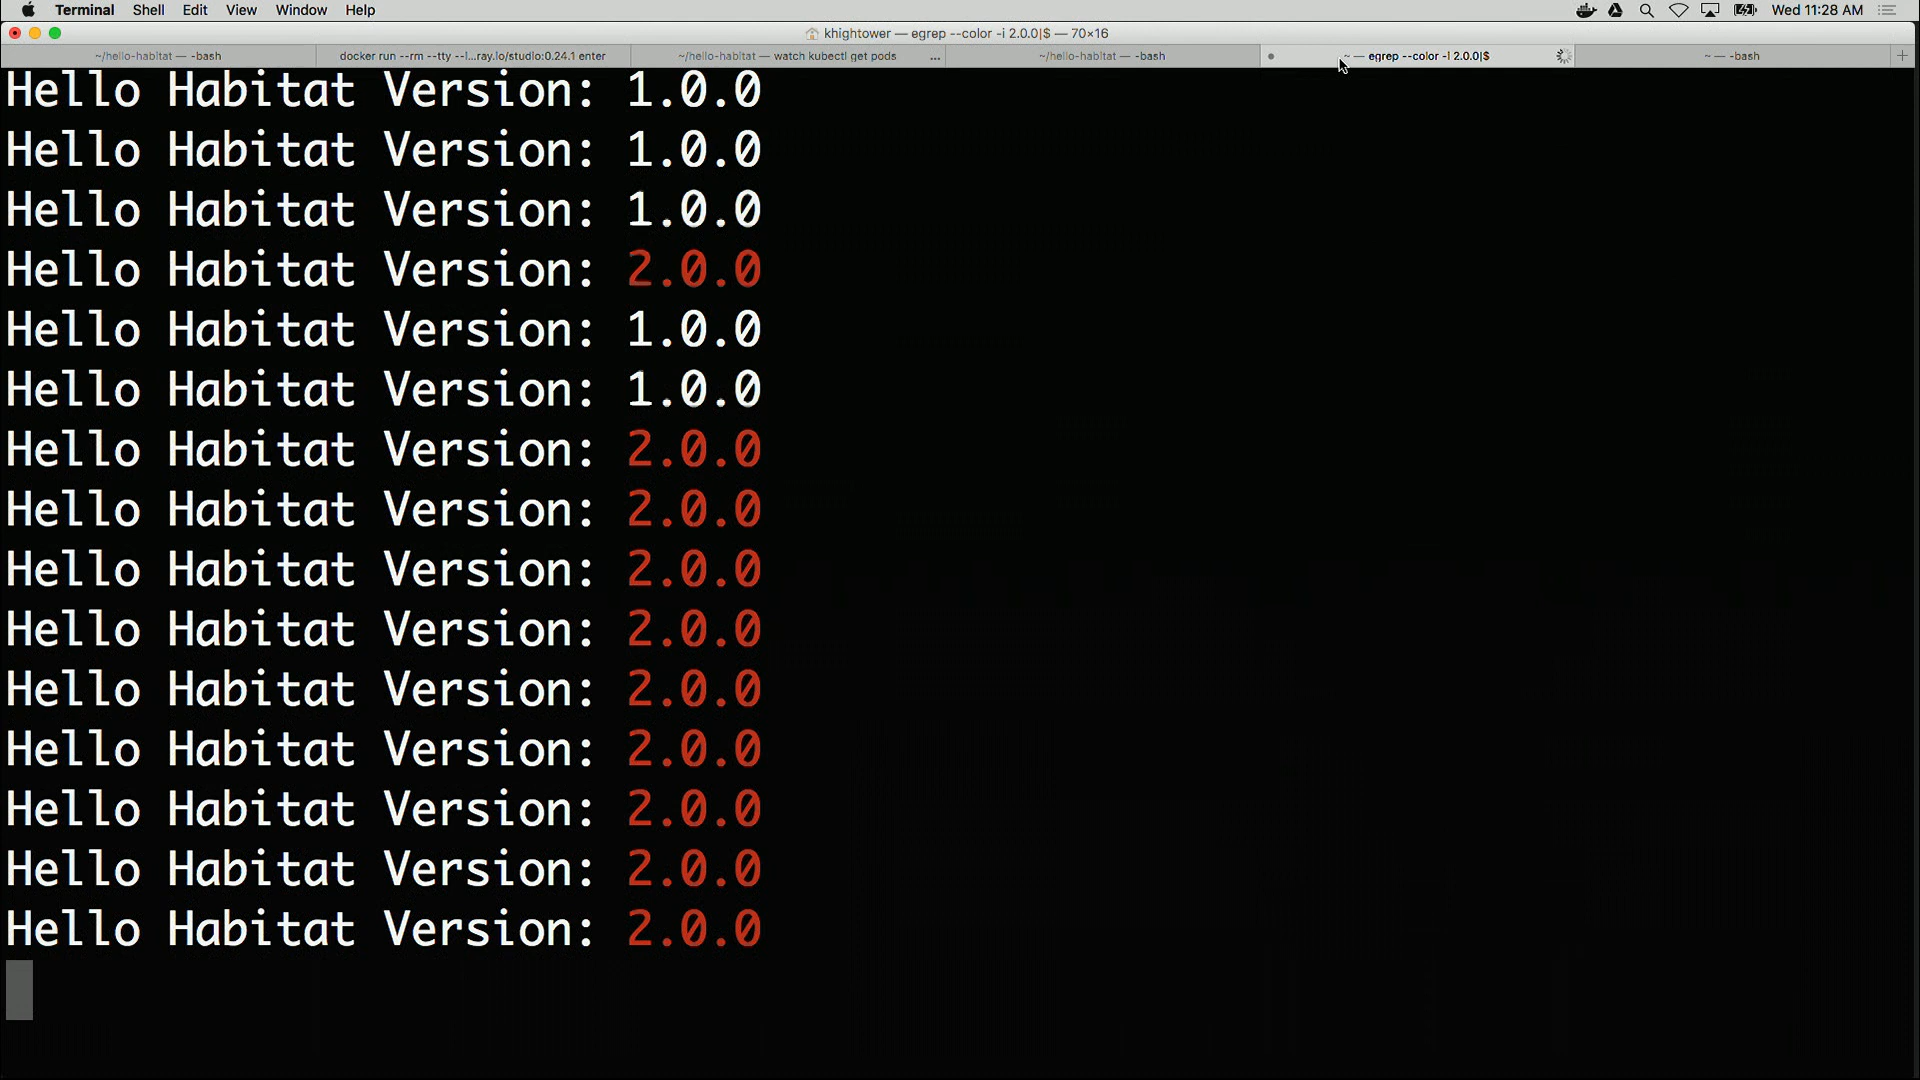 Terminal Shell Edit View Window Help Wed 11:28 AM
knightower — egrep --color -i 2.0.0|$ — 70×16
~/hello-habitat — -bash docker run --rm --tty --i...ray.io/studio:0.24.1 enter ~/hello-habitat — watch kubectl get pods ... ~/hello-habitat — -bash ~ — egrep --color -i 2.0.0|$ ~ — -bash +
Hello Habitat Version: 1.0.0
Hello Habitat Version: 1.0.0
Hello Habitat Version: 1.0.0
Hello Habitat Version: 2.0.0
Hello Habitat Version: 1.0.0
Hello Habitat Version: 1.0.0
Hello Habitat Version: 2.0.0
Hello Habitat Version: 2.0.0
Hello Habitat Version: 2.0.0
Hello Habitat Version: 2.0.0
Hello Habitat Version: 2.0.0
Hello Habitat Version: 2.0.0
Hello Habitat Version: 2.0.0
Hello Habitat Version: 2.0.0
Hello Habitat Version: 2.0.0